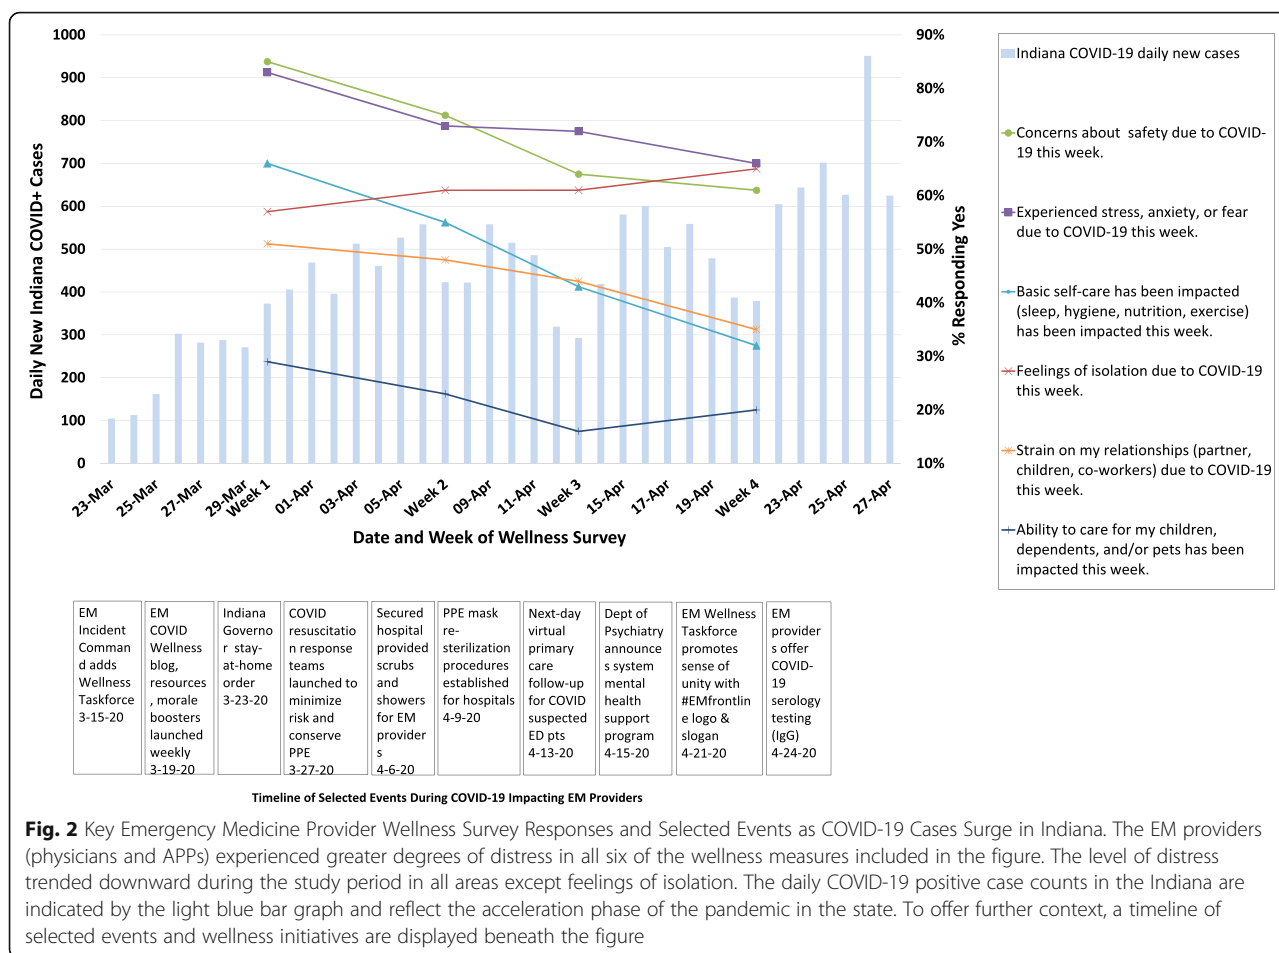 1000
900
800
700
600
500
400
300
200
100
0
Daily New Indiana COVID+ Cases
90%
80%
70%
60%
50%
40%
30%
20%
10%
% Responding Yes
23-Mar
25-Mar
27-Mar
29-Mar
Week 1
01-Apr
03-Apr
05-Apr
Week 2
09-Apr
11-Apr
Week 3
15-Apr
17-Apr
19-Apr
Week 4
23-Apr
25-Apr
27-Apr
Date and Week of Wellness Survey
Indiana COVID-19 daily new cases
Concerns about safety due to COVID-
19 this week.
Experienced stress, anxiety, or fear
due to COVID-19 this week.
Basic self-care has been impacted
(sleep, hygiene, nutrition, exercise)
has been impacted this week.
Feelings of isolation due to COVID-19
this week.
Strain on my relationships (partner,
children, co-workers) due to COVID-19
this week.
Ability to care for my children,
dependents, and/or pets has been
impacted this week.
EM
Incident
Comman
d adds
Wellness
Taskforce
3-15-20
EM
COVID
Wellness
blog,
resources
, morale
boosters
launched
weekly
3-19-20
Indiana
Governo
r stay-
at-home
order
3-23-20
COVID
resuscitatio
n response
teams
launched to
minimize
risk and
conserve
PPE
3-27-20
Secured
hospital
provided
scrubs
and
showers
for EM
provider
s
4-6-20
PPE mask
re-
sterilization
procedures
established
for hospitals
4-9-20
Next-day
virtual
primary
care
follow-up
for COVID
suspected
ED pts
4-13-20
Dept of
Psychiatry
announce
s system
mental
health
support
program
4-15-20
EM Wellness
Taskforce
promotes
sense of
unity with
#EMfrontlin
e logo &
slogan
4-21-20
EM
provider
s offer
COVID-
19
serology
testing
(IgG)
4-24-20
Timeline of Selected Events During COVID-19 Impacting EM Providers
Fig. 2 Key Emergency Medicine Provider Wellness Survey Responses and Selected Events as COVID-19 Cases Surge in Indiana. The EM providers
(physicians and APPs) experienced greater degrees of distress in all six of the wellness measures included in the figure. The level of distress
trended downward during the study period in all areas except feelings of isolation. The daily COVID-19 positive case counts in the Indiana are
indicated by the light blue bar graph and reflect the acceleration phase of the pandemic in the state. To offer further context, a timeline of
selected events and wellness initiatives are displayed beneath the figure